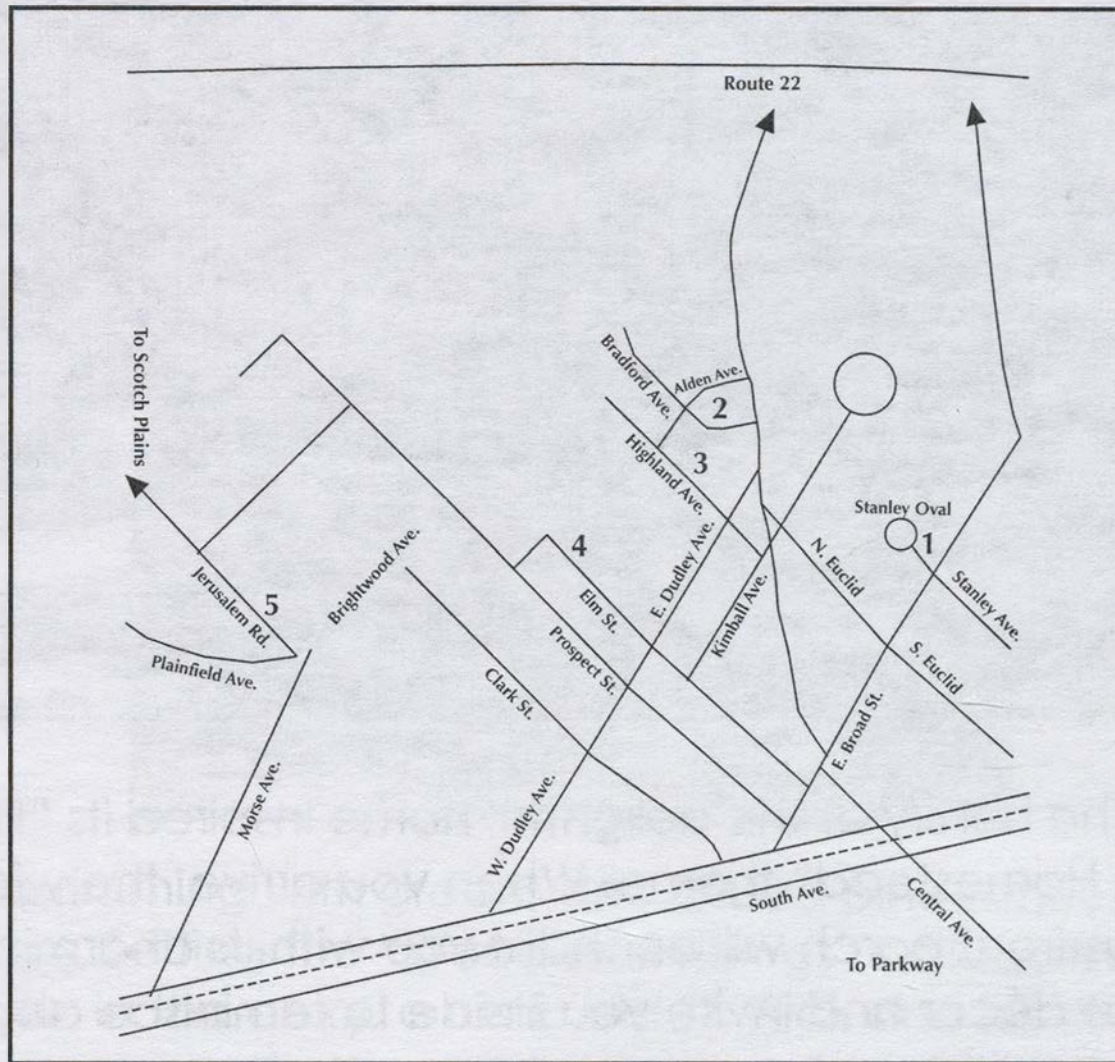 Route 22
To Scotch Plains
Bradford Ave.
Alden Ave.
2
Highland Ave.
3
Stanley Oval
1
Stanley Ave.
N. Euclid
S. Euclid
E. Dudley Ave.
Kimball Ave.
4
Elm St.
Prospect St.
Brightwood Ave.
Jerusalem Rd.
5
Plainfield Ave.
Clark St.
E. Broad St.
Morse Ave.
W. Dudley Ave.
South Ave.
Central Ave.
To Parkway